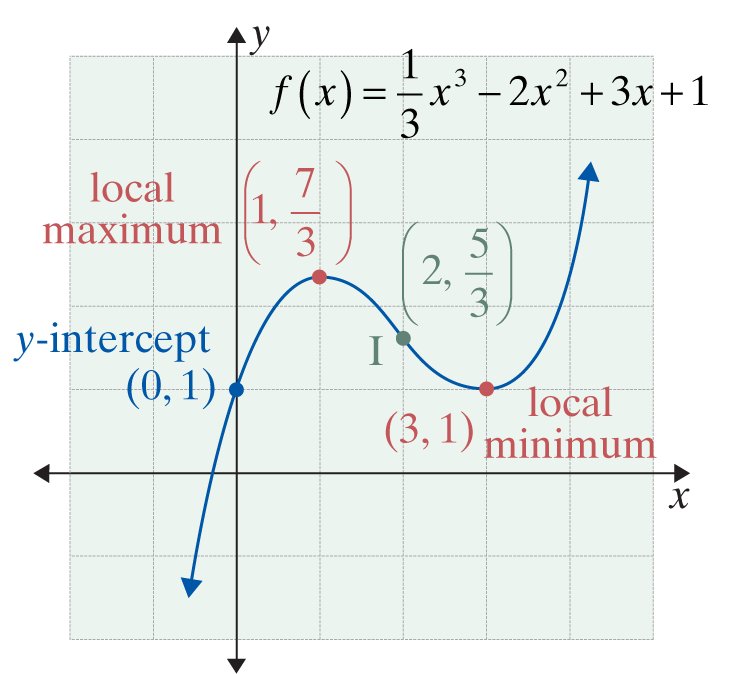 y
f(x) = 1/3 x³ − 2x² + 3x + 1
local
maximum
(1, 7/3)
(2, 5/3)
y-intercept
(0, 1)
I
local
minimum
(3, 1)
x